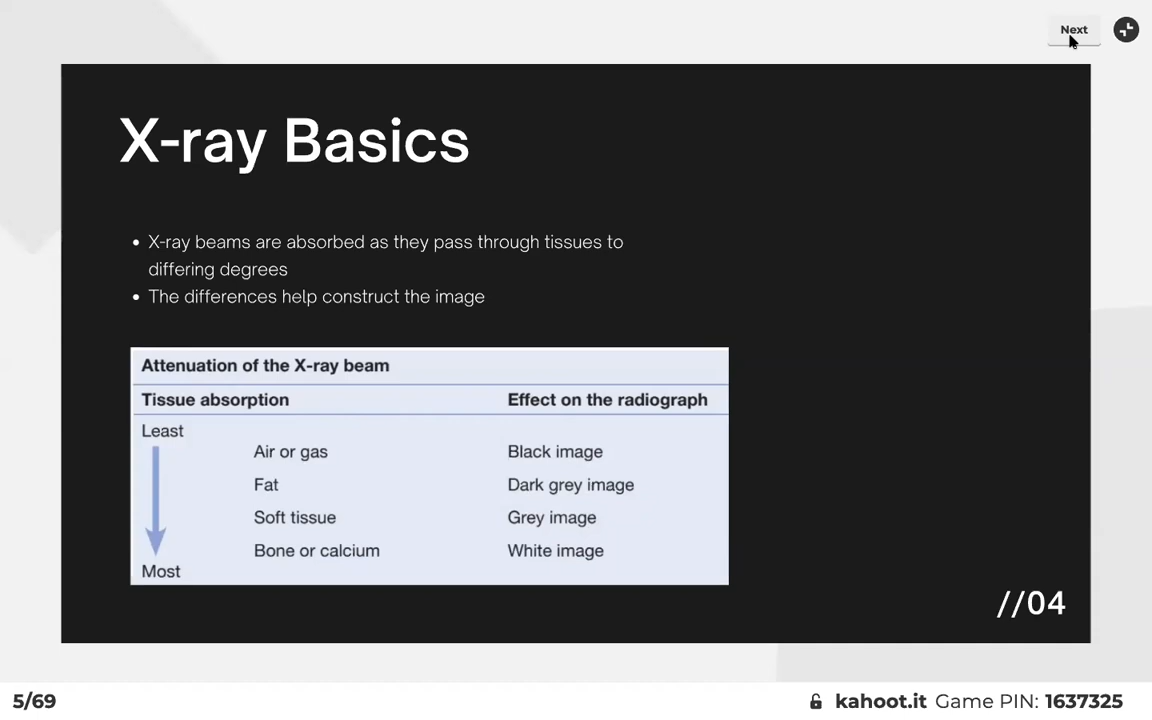 Next
X-ray Basics
• X-ray beams are absorbed as they pass through tissues to
differing degrees
• The differences help construct the image
Attenuation of the X-ray beam
Tissue absorption Effect on the radiograph
Least
Air or gas Black image
Fat Dark grey image
Soft tissue Grey image
Bone or calcium White image
Most
//04
5/69 kahoot.it Game PIN: 1637325